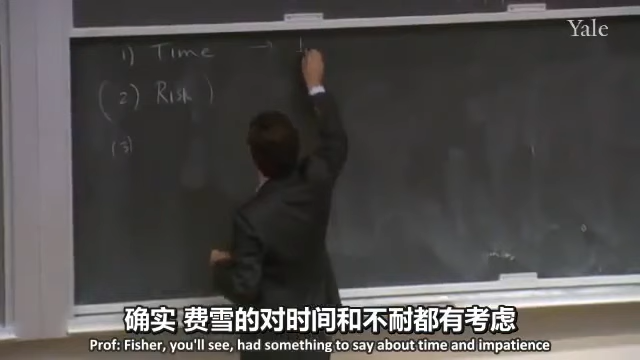 Yale
1) Time →
(2) Risk )
(3)
确实 费雪的对时间和不耐都有考虑
Prof: Fisher, you'll see, had something to say about time and impatience